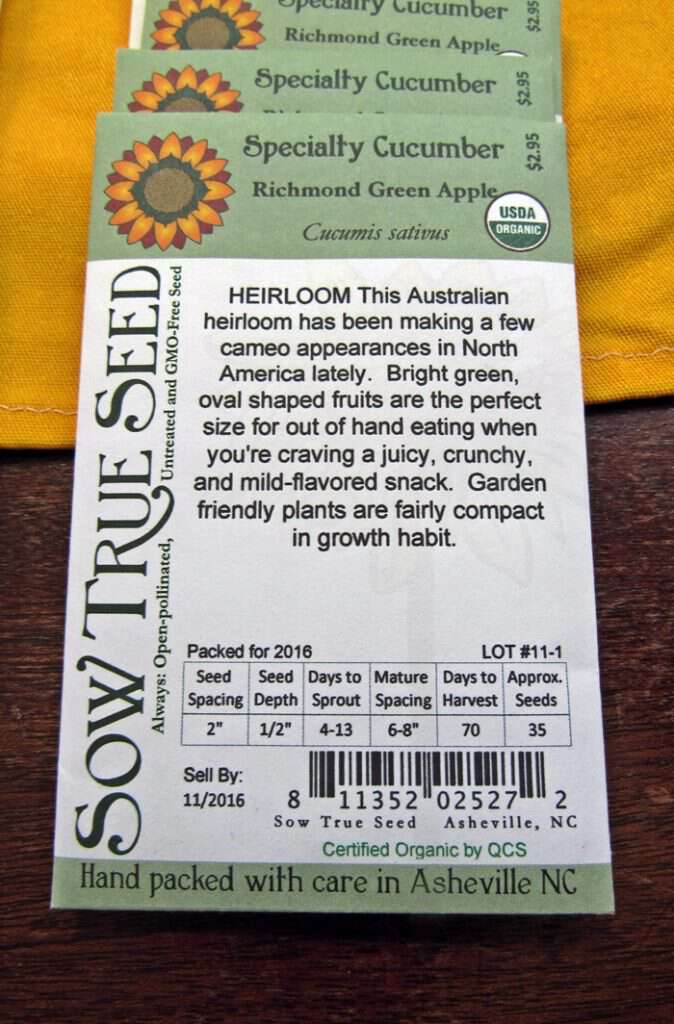 Specialty Cucumber
$2.95
Richmond Green Apple
Specialty Cucumber
$2.95
Specialty Cucumber
$2.95
Richmond Green Apple
USDA
ORGANIC
Cucumis sativus
SOW TRUE SEED
Untreated and GMO-Free Seed
Always: Open-pollinated,
HEIRLOOM This Australian
heirloom has been making a few
cameo appearances in North
America lately. Bright green,
oval shaped fruits are the perfect
size for out of hand eating when
you're craving a juicy, crunchy,
and mild-flavored snack. Garden
friendly plants are fairly compact
in growth habit.
Packed for 2016 LOT #11-1
Seed Spacing Seed Depth Days to Sprout Mature Spacing Days to Harvest Approx. Seeds
2" 1/2" 4-13 6-8" 70 35
Sell By:
11/2016
8 11352 02527 2
Sow True Seed Asheville, NC
Certified Organic by QCS
Hand packed with care in Asheville NC